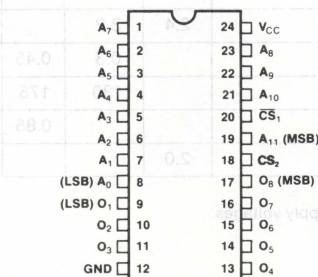 A7 1 24 VCC
A6 2 23 A8
A5 3 22 A9
A4 4 21 A10
A3 5 20 C̅S̅1̅
A2 6 19 A11 (MSB)
A1 7 18 CS2
(LSB) A0 8 17 O8 (MSB)
(LSB) O1 9 16 O7
O2 10 15 O6
O3 11 14 O5
GND 12 13 O4